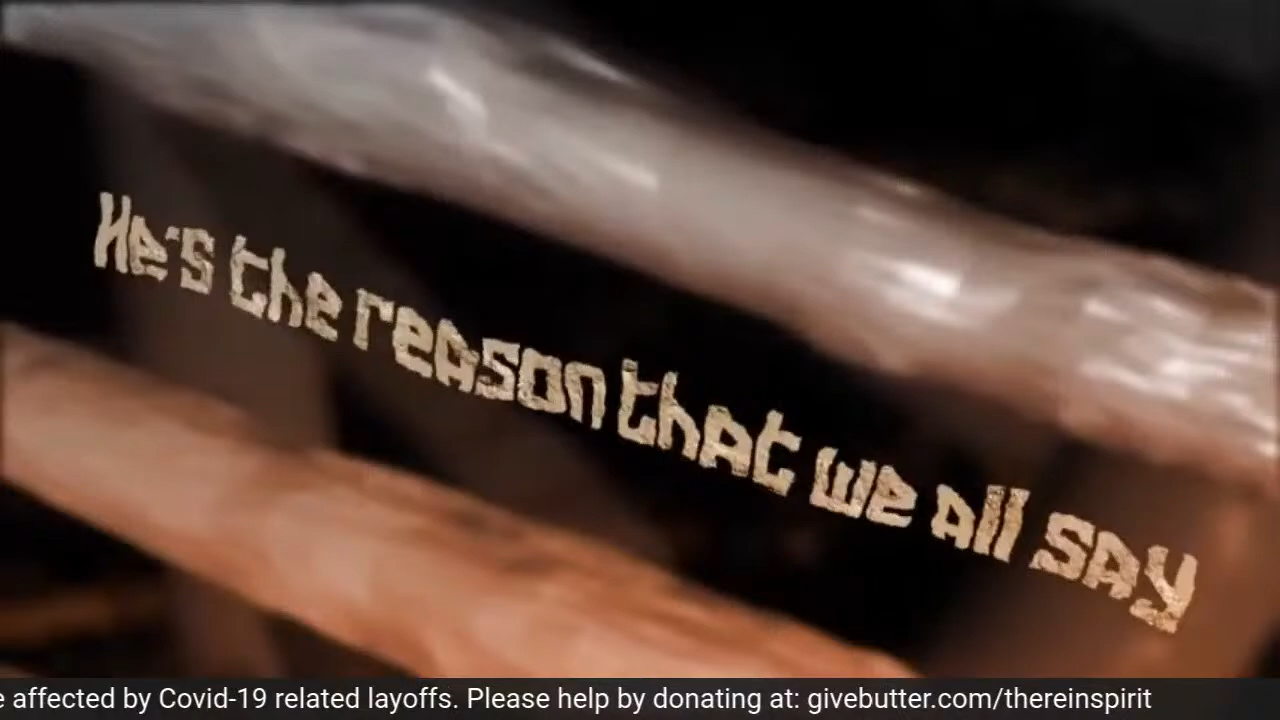 He's the reason that we all say
e affected by Covid-19 related layoffs. Please help by donating at: givebutter.com/thereinspirit